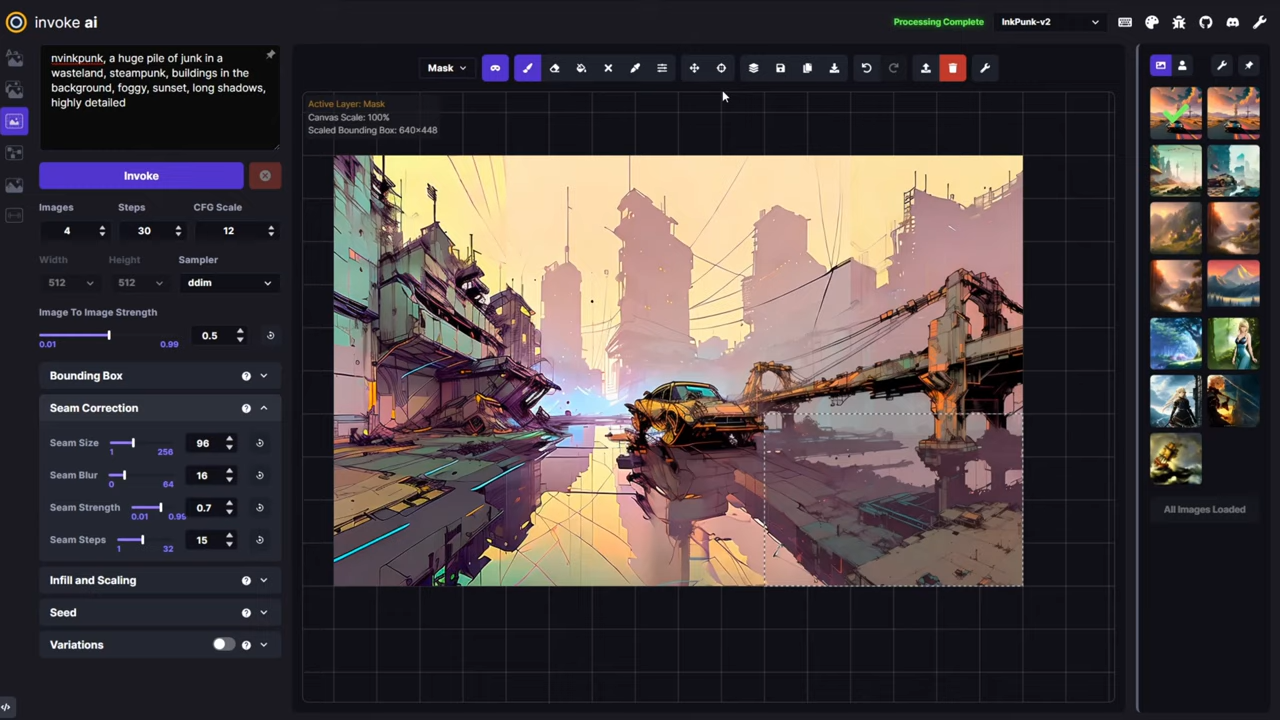 invoke ai
Processing Complete
InkPunk-v2
nvinkpunk, a huge pile of junk in a
wasteland, steampunk, buildings in the
background, foggy, sunset, long shadows,
highly detailed
Invoke
Images
Steps
CFG Scale
4
30
12
Width
Height
Sampler
512
512
ddim
Image To Image Strength
0.01
0.99
0.5
Bounding Box
Seam Correction
Seam Size
1
256
96
Seam Blur
0
64
16
Seam Strength
0.01
0.99
0.7
Seam Steps
1
32
15
Infill and Scaling
Seed
Variations
Mask
Active Layer: Mask
Canvas Scale: 100%
Scaled Bounding Box: 640×448
All Images Loaded